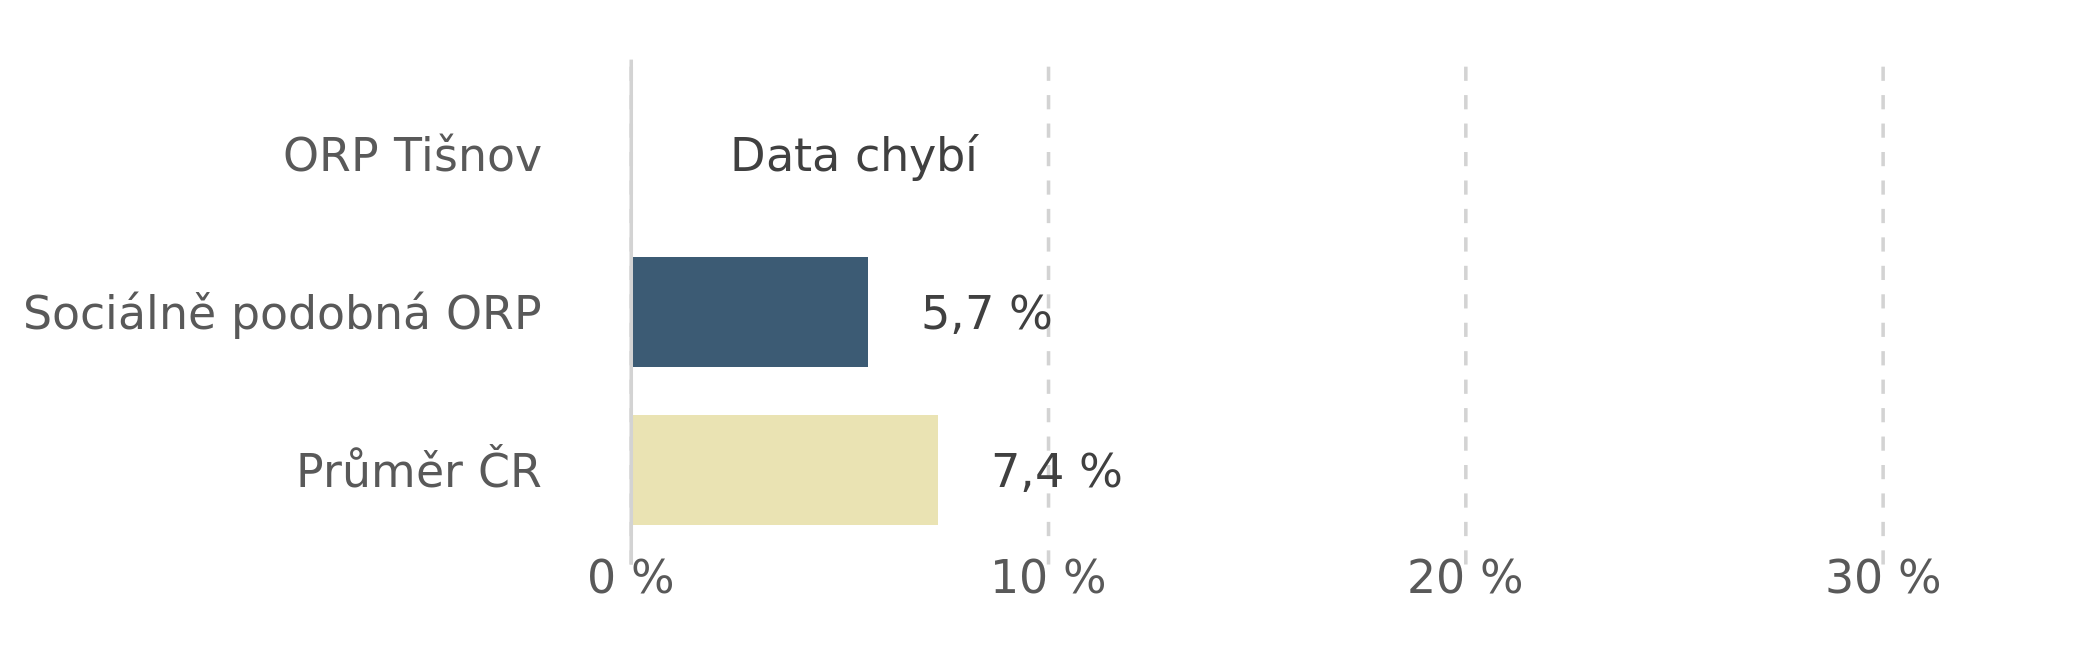 ORP Tišnov
Data chybí
Sociálně podobná ORP
5,7 %
Průměr ČR
7,4 %
0 %
10 %
20 %
30 %